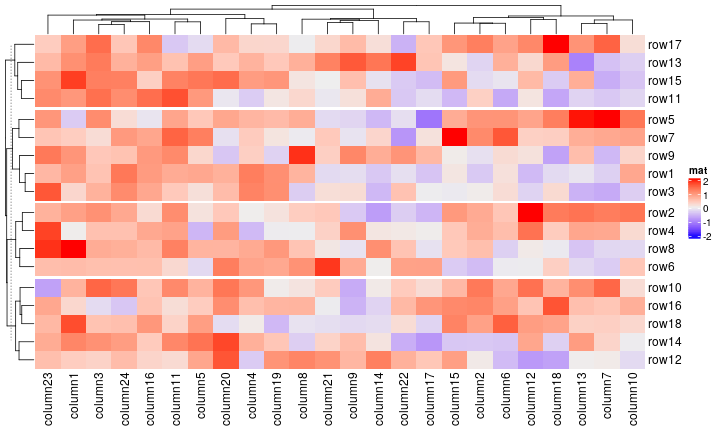 row17
row13
row15
row11
row5
row7
row9
row1
row3
row2
row4
row8
row6
row10
row16
row18
row14
row12
mat
2
1
0
-1
-2
column23
column1
column3
column24
column16
column11
column5
column20
column4
column19
column8
column21
column9
column14
column22
column17
column15
column2
column6
column12
column18
column13
column7
column10